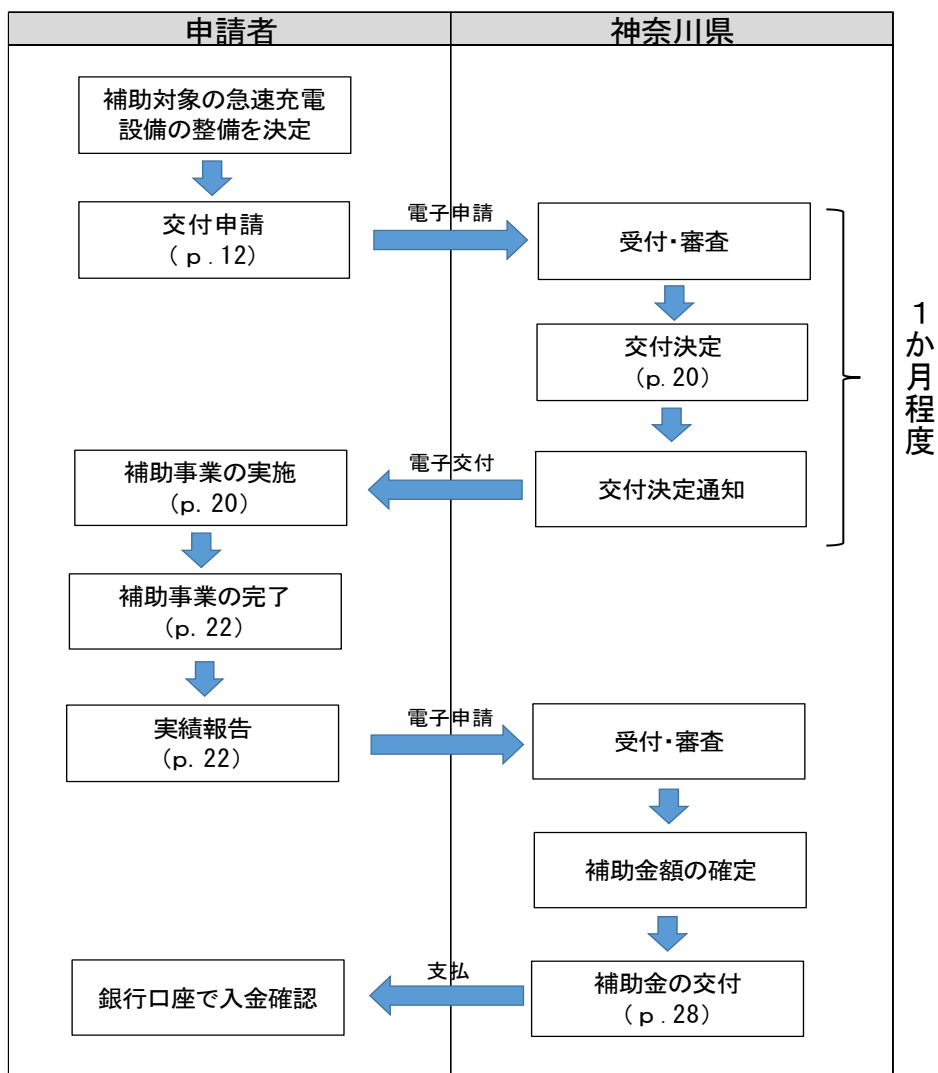 申請者
神奈川県
補助対象の急速充電
設備の整備を決定
交付申請
（ｐ．12）
電子申請
受付・審査
交付決定
（p. 20）
交付決定通知
1か月程度
電子交付
補助事業の実施
（p. 20）
補助事業の完了
（p. 22）
実績報告
（p. 22）
電子申請
受付・審査
補助金額の確定
補助金の交付
（ｐ．28）
支払
銀行口座で入金確認